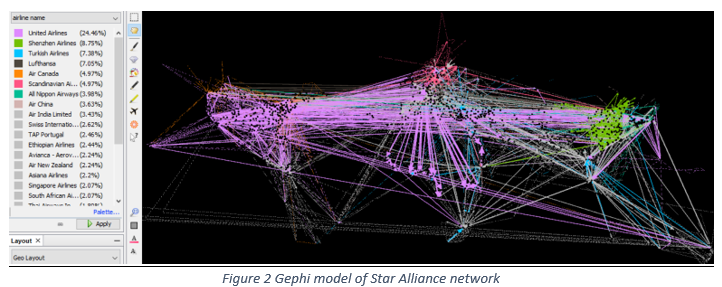 airline name
United Airlines (24.46%)
Shenzhen Airlines (8.75%)
Turkish Airlines (7.38%)
Lufthansa (7.05%)
Air Canada (4.97%)
Scandinavian Ai... (4.97%)
All Nippon Airways (3.98%)
Air China (3.63%)
Air India Limited (3.43%)
Swiss Internatio... (2.62%)
TAP Portugal (2.46%)
Ethiopian Airlines (2.44%)
Avianca - Aerov... (2.24%)
Air New Zealand (2.24%)
Asiana Airlines (2.2%)
Singapore Airlines (2.07%)
South African Ai... (2.07%)
Palette...
Apply
Layout
Geo Layout
Figure 2 Gephi model of Star Alliance network